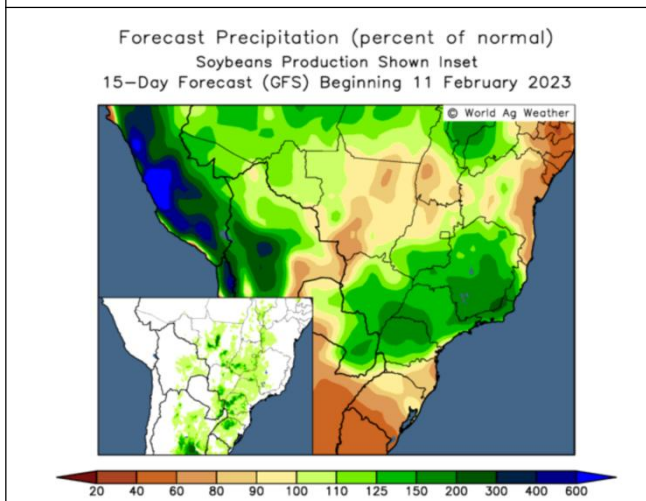 Forecast Precipitation (percent of normal)
Soybeans Production Shown Inset
15-Day Forecast (GFS) Beginning 11 February 2023
© World Ag Weather
20 40 60 80 90 100 110 125 150 200 300 400 600